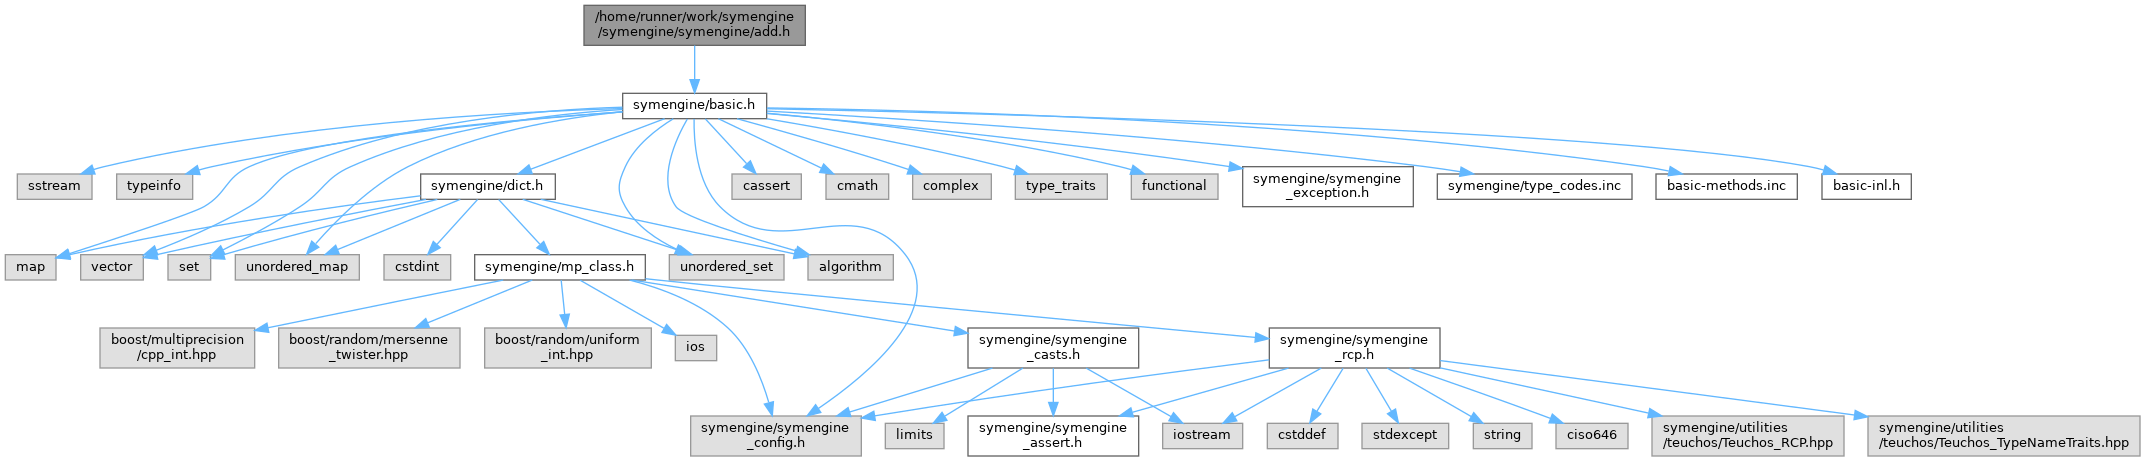 /home/runner/work/symengine
/symengine/symengine/add.h
symengine/basic.h
sstream
typeinfo
symengine/dict.h
cassert
cmath
complex
type_traits
functional
symengine/symengine
_exception.h
symengine/type_codes.inc
basic-methods.inc
basic-inl.h
map
vector
set
unordered_map
cstdint
symengine/mp_class.h
unordered_set
algorithm
boost/multiprecision
/cpp_int.hpp
boost/random/mersenne
_twister.hpp
boost/random/uniform
_int.hpp
ios
symengine/symengine
_casts.h
symengine/symengine
_rcp.h
symengine/symengine
_config.h
limits
symengine/symengine
_assert.h
iostream
cstddef
stdexcept
string
ciso646
symengine/utilities
/teuchos/Teuchos_RCP.hpp
symengine/utilities
/teuchos/Teuchos_TypeNameTraits.hpp